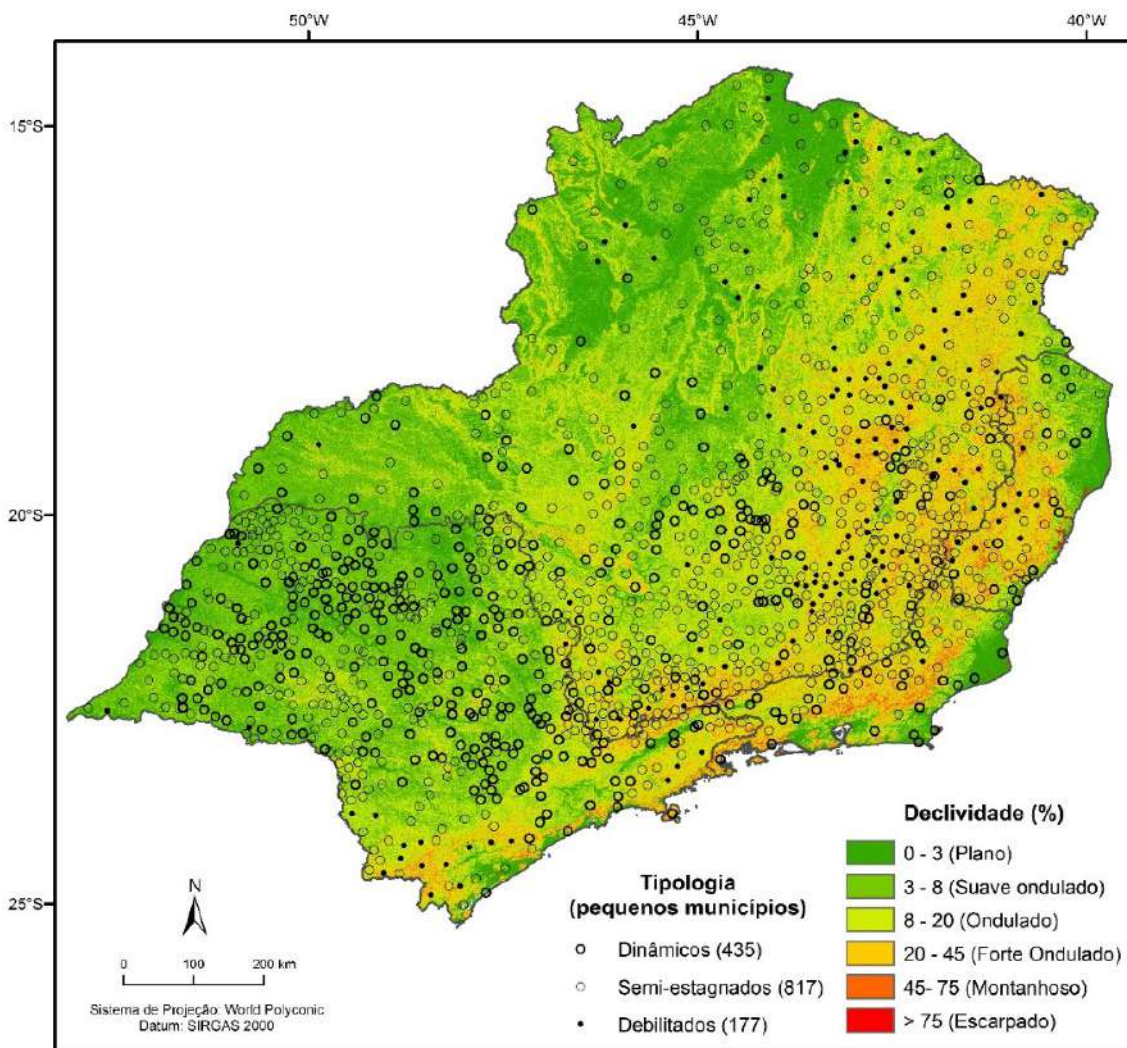 50°W
45°W
40°W
15°S
20°S
25°S
N
0 100 200 km
Sistema de Projeção: World Polyconic
Datum: SIRGAS 2000
Tipologia
(pequenos municípios)
Dinâmicos (435)
Semi-estagnados (817)
Debilitados (177)
Declividade (%)
0 - 3 (Plano)
3 - 8 (Suave ondulado)
8 - 20 (Ondulado)
20 - 45 (Forte Ondulado)
45- 75 (Montanhoso)
> 75 (Escarpado)